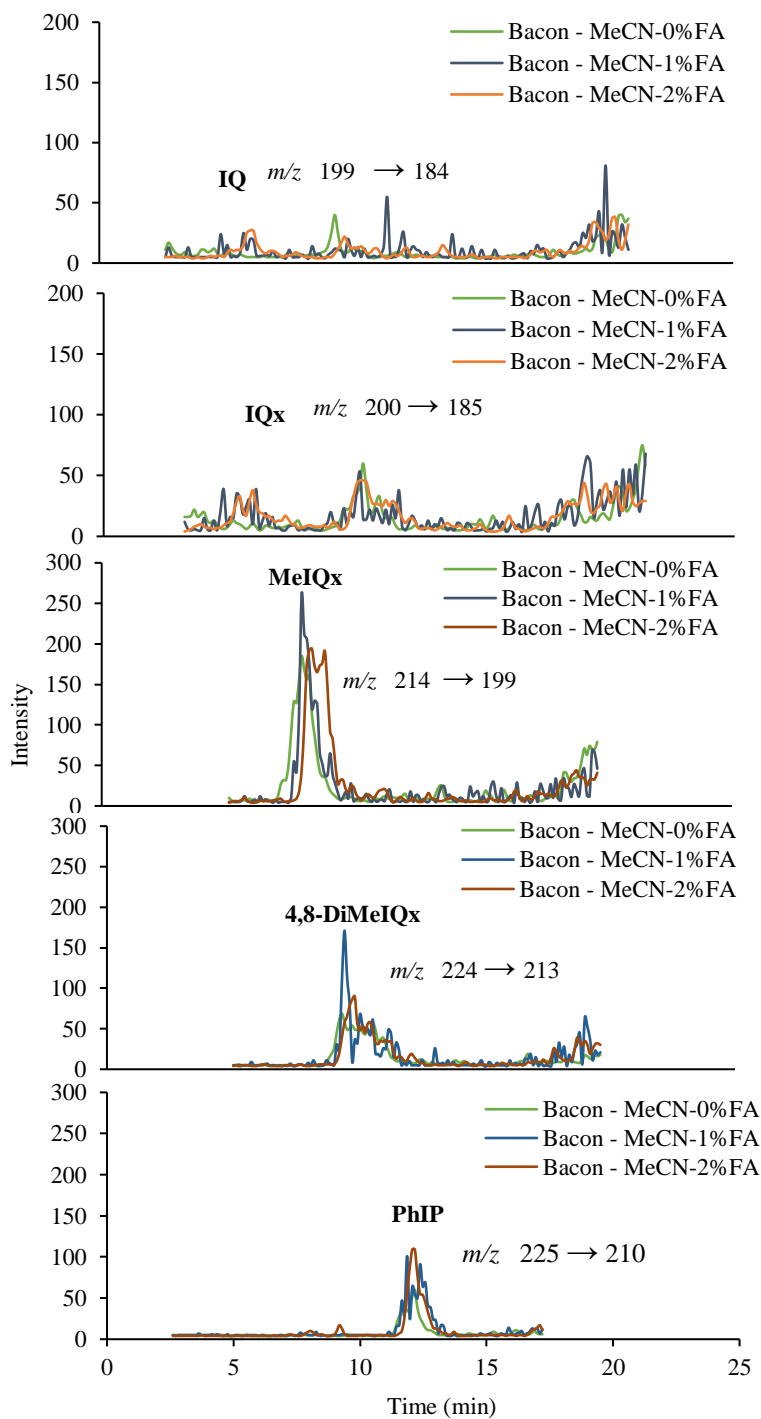 200
150
100
50
0
Bacon - MeCN-0%FA
Bacon - MeCN-1%FA
Bacon - MeCN-2%FA
IQ m/z 199 → 184
200
150
100
50
0
Bacon - MeCN-0%FA
Bacon - MeCN-1%FA
Bacon - MeCN-2%FA
IQx m/z 200 → 185
Intensity
300
250
200
150
100
50
0
Bacon - MeCN-0%FA
Bacon - MeCN-1%FA
Bacon - MeCN-2%FA
MeIQx
m/z 214 → 199
300
250
200
150
100
50
0
Bacon - MeCN-0%FA
Bacon - MeCN-1%FA
Bacon - MeCN-2%FA
4,8-DiMeIQx
m/z 224 → 213
300
250
200
150
100
50
0
Bacon - MeCN-0%FA
Bacon - MeCN-1%FA
Bacon - MeCN-2%FA
PhIP
m/z 225 → 210
0 5 10 15 20 25
Time (min)